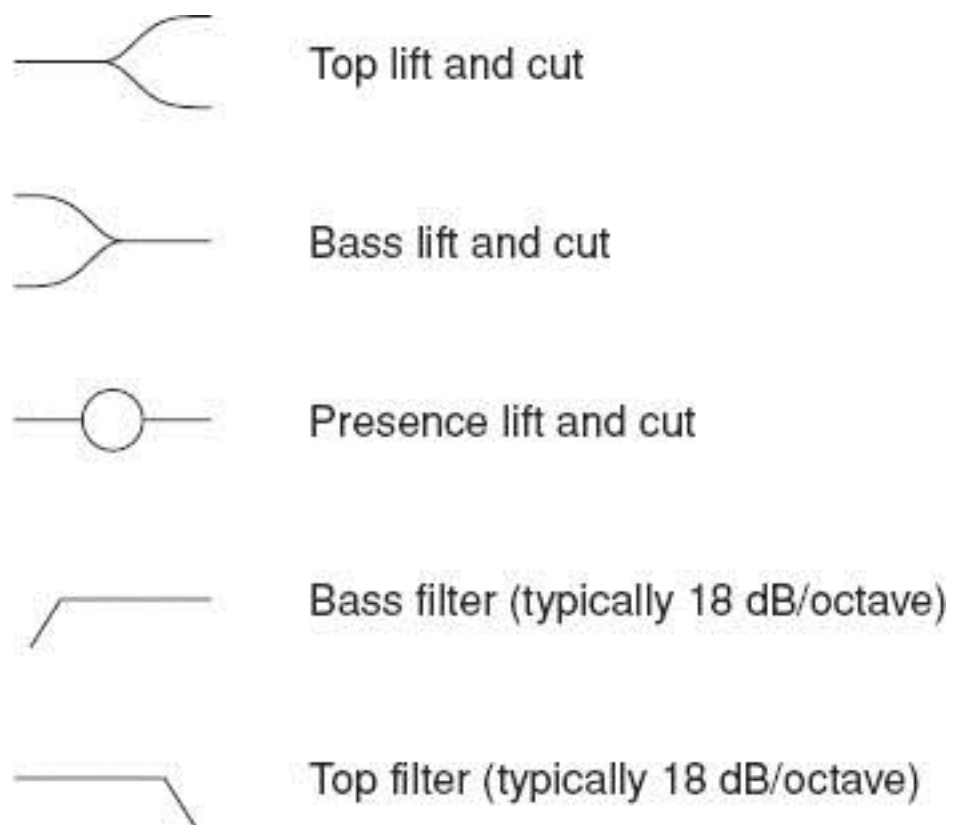 Top lift and cut
Bass lift and cut
Presence lift and cut
Bass filter (typically 18 dB/octave)
Top filter (typically 18 dB/octave)